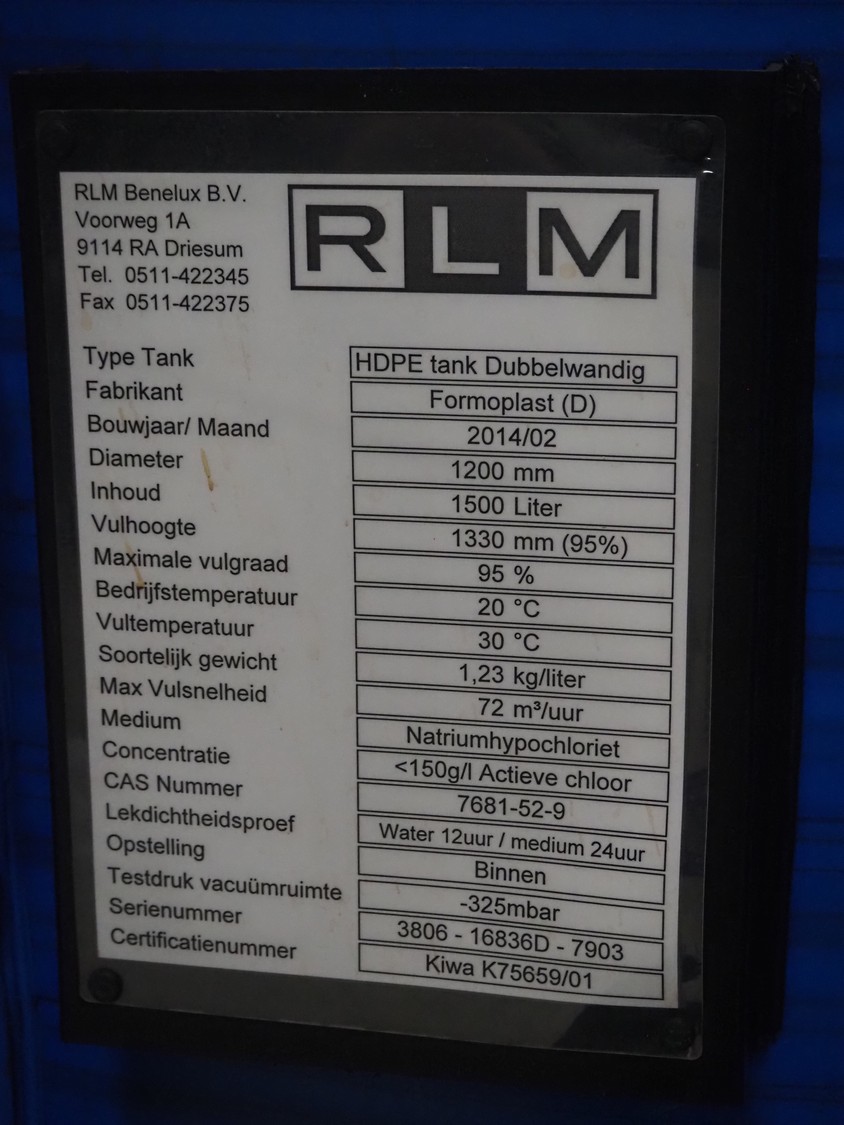 RLM Benelux B.V.
Voorweg 1A
9114 RA Driesum
Tel. 0511-422345
Fax 0511-422375
RLM
Type Tank HDPE tank Dubbelwandig
Fabrikant Formoplast (D)
Bouwjaar/ Maand 2014/02
Diameter 1200 mm
Inhoud 1500 Liter
Vulhoogte 1330 mm (95%)
Maximale vulgraad 95 %
Bedrijfstemperatuur 20 °C
Vultemperatuur 30 °C
Soortelijk gewicht 1,23 kg/liter
Max Vulsnelheid 72 m³/uur
Medium Natriumhypochloriet
Concentratie <150g/l Actieve chloor
CAS Nummer 7681-52-9
Lekdichtheidsproef Water 12uur / medium 24uur
Opstelling Binnen
Testdruk vacuümruimte -325mbar
Serienummer 3806 - 16836D - 7903
Certificatienummer Kiwa K75659/01